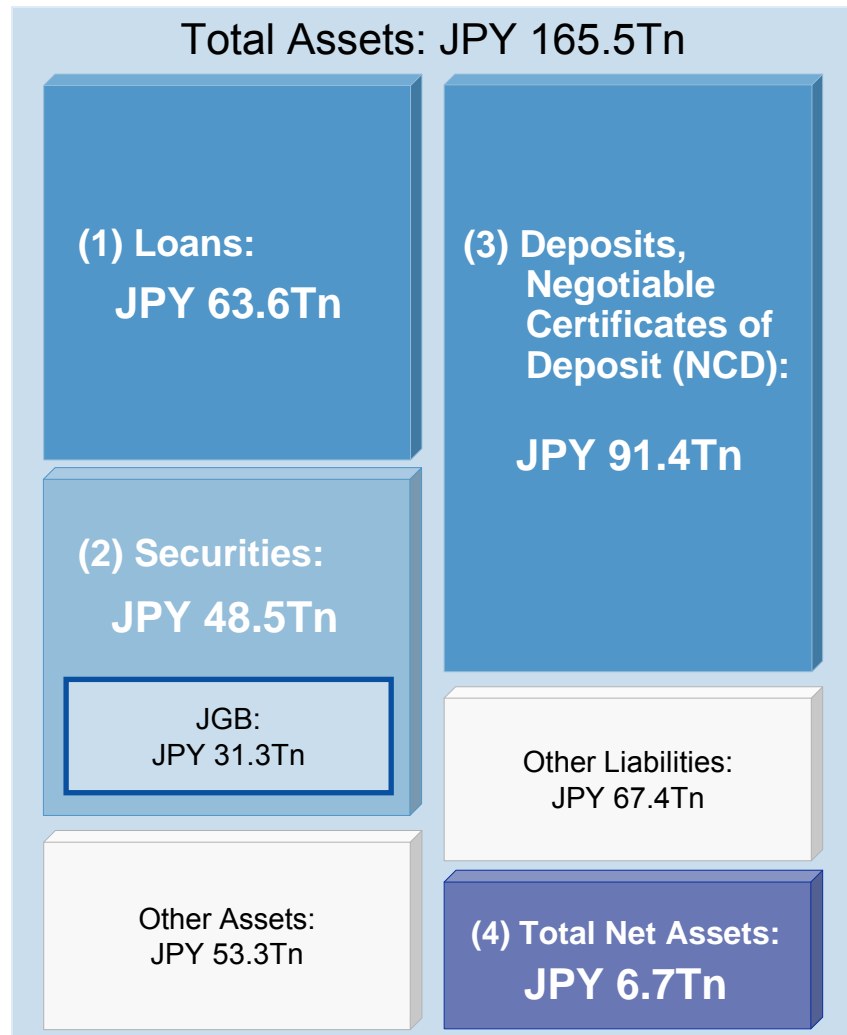 Total Assets: JPY 165.5Tn
(1) Loans:
JPY 63.6Tn
(2) Securities:
JPY 48.5Tn
JGB:
JPY 31.3Tn
Other Assets:
JPY 53.3Tn
(3) Deposits,
Negotiable
Certificates of
Deposit (NCD):
JPY 91.4Tn
Other Liabilities:
JPY 67.4Tn
(4) Total Net Assets:
JPY 6.7Tn